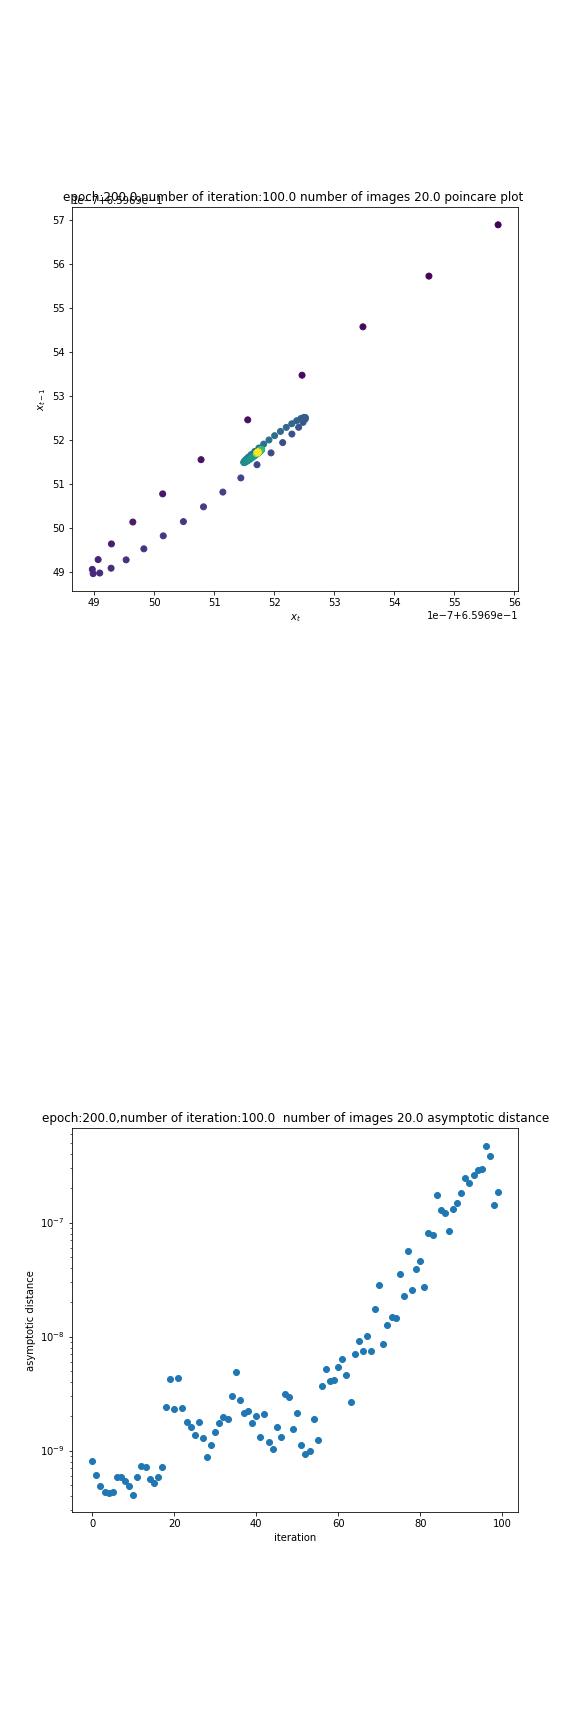 epoch:200.0,number of iteration:100.0 number of images 20.0 poincare plot
1e−7+6.5969e−1
57
56
55
54
53
52
51
50
49
x_{t−1}
49 50 51 52 53 54 55 56
x_t
1e−7+6.5969e−1
epoch:200.0,number of iteration:100.0  number of images 20.0 asymptotic distance
10^{−7}
10^{−8}
10^{−9}
asymptotic distance
0 20 40 60 80 100
iteration